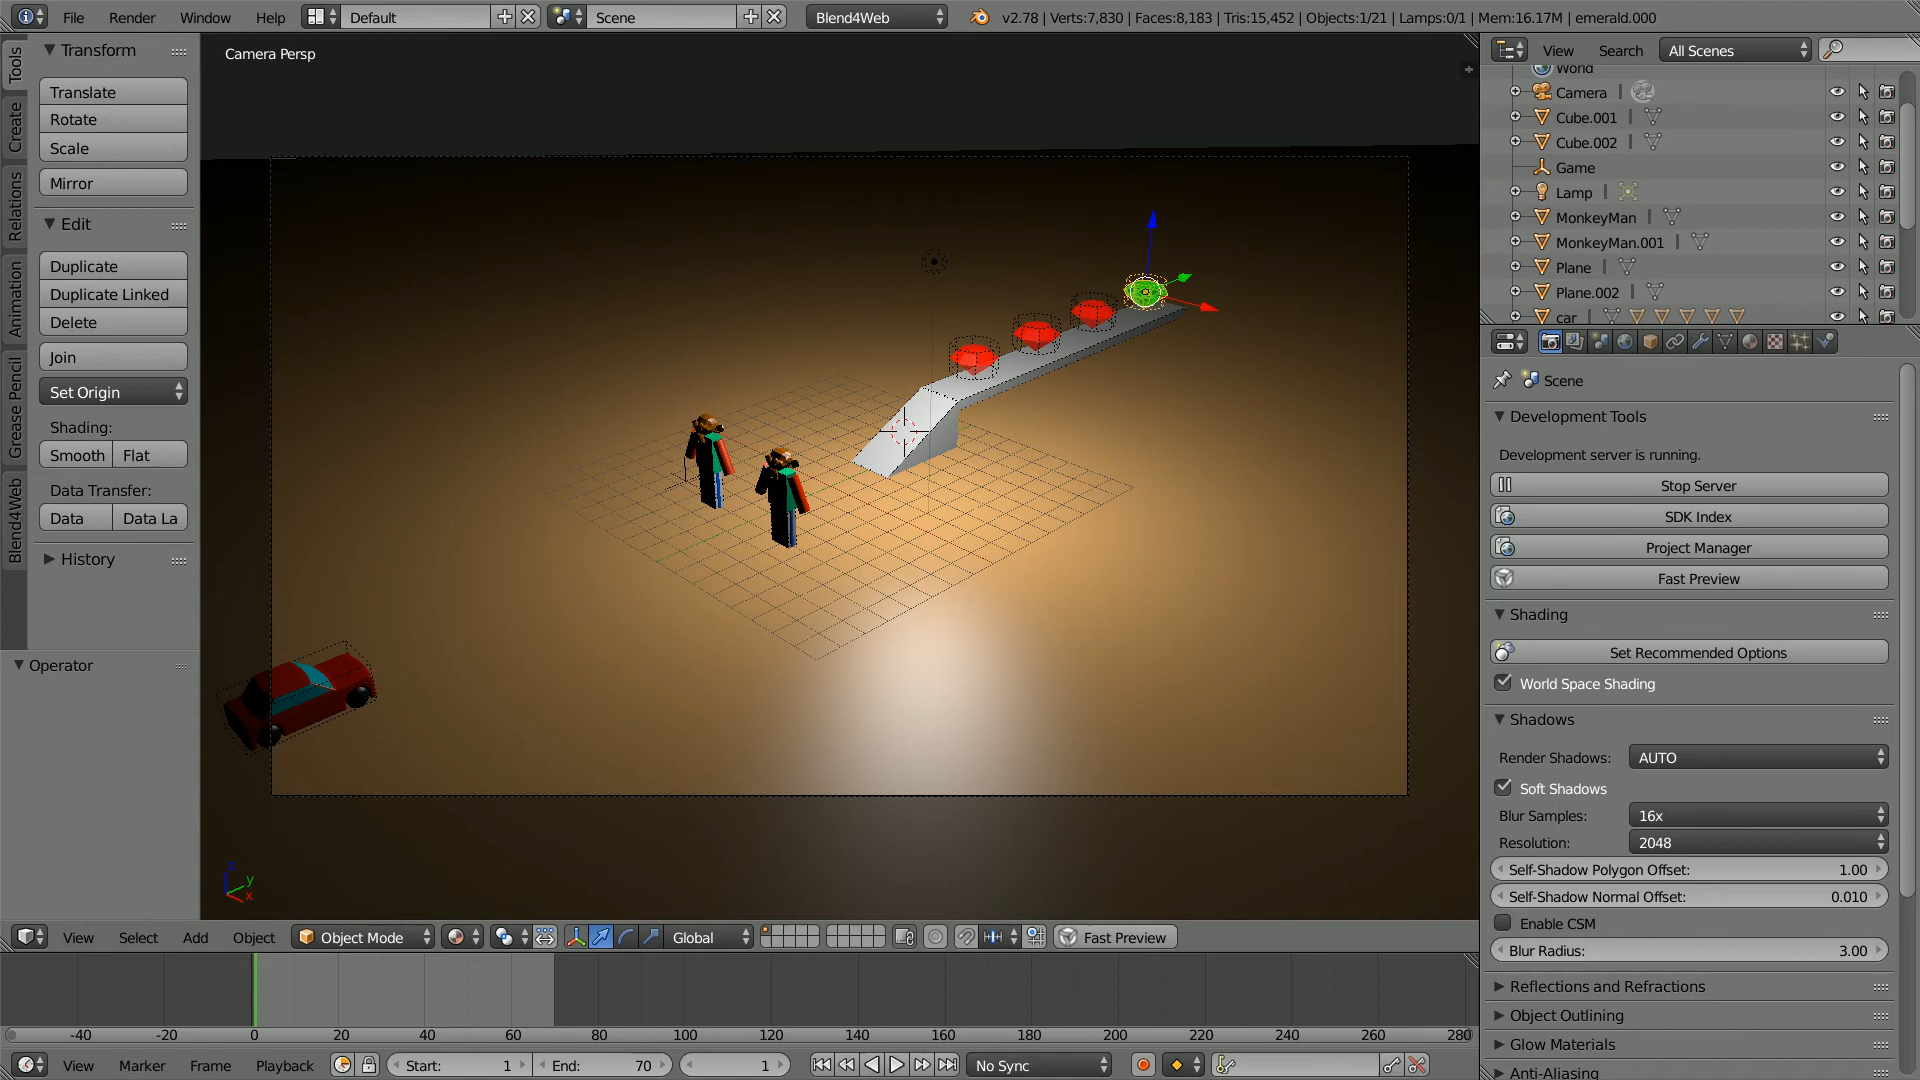 File Render Window Help Default Scene Blend4Web v2.78 | Verts:7,830 | Faces:8,183 | Tris:15,452 | Objects:1/21 | Lamps:0/1 | Mem:16.17M | emerald.000
Tools
Create
Relations
Animation
Grease Pencil
Blend4Web
Transform
Translate
Rotate
Scale
Mirror
Edit
Duplicate
Duplicate Linked
Delete
Join
Set Origin
Shading:
Smooth Flat
Data Transfer:
Data Data La
History
Operator
Camera Persp
z
y
x
View Select Add Object Object Mode Global Fast Preview
-40 -20 0 20 40 60 80 100 120 140 160 180 200 220 240 260 280
View Marker Frame Playback Start: 1 End: 70 1 No Sync
View Search All Scenes
World
Camera
Cube.001
Cube.002
Game
Lamp
MonkeyMan
MonkeyMan.001
Plane
Plane.002
car
Scene
Development Tools
Development server is running.
Stop Server
SDK Index
Project Manager
Fast Preview
Shading
Set Recommended Options
World Space Shading
Shadows
Render Shadows: AUTO
Soft Shadows
Blur Samples: 16x
Resolution: 2048
Self-Shadow Polygon Offset: 1.00
Self-Shadow Normal Offset: 0.010
Enable CSM
Blur Radius: 3.00
Reflections and Refractions
Object Outlining
Glow Materials
Anti-Aliasing